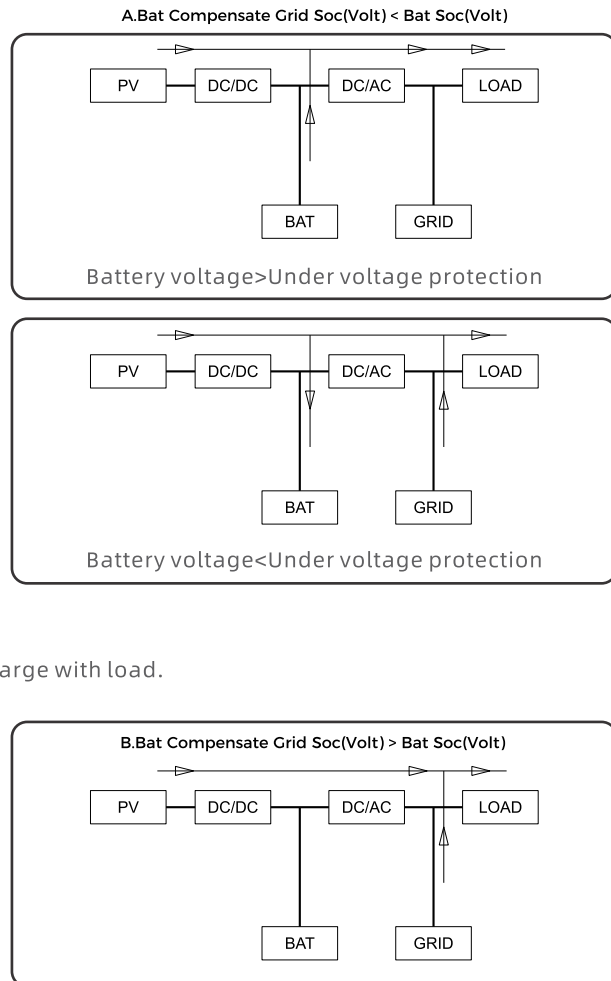 A.Bat Compensate Grid Soc(Volt) < Bat Soc(Volt)
PV DC/DC DC/AC LOAD
BAT GRID
Battery voltage>Under voltage protection
PV DC/DC DC/AC LOAD
BAT GRID
Battery voltage<Under voltage protection
arge with load.
B.Bat Compensate Grid Soc(Volt) > Bat Soc(Volt)
PV DC/DC DC/AC LOAD
BAT GRID